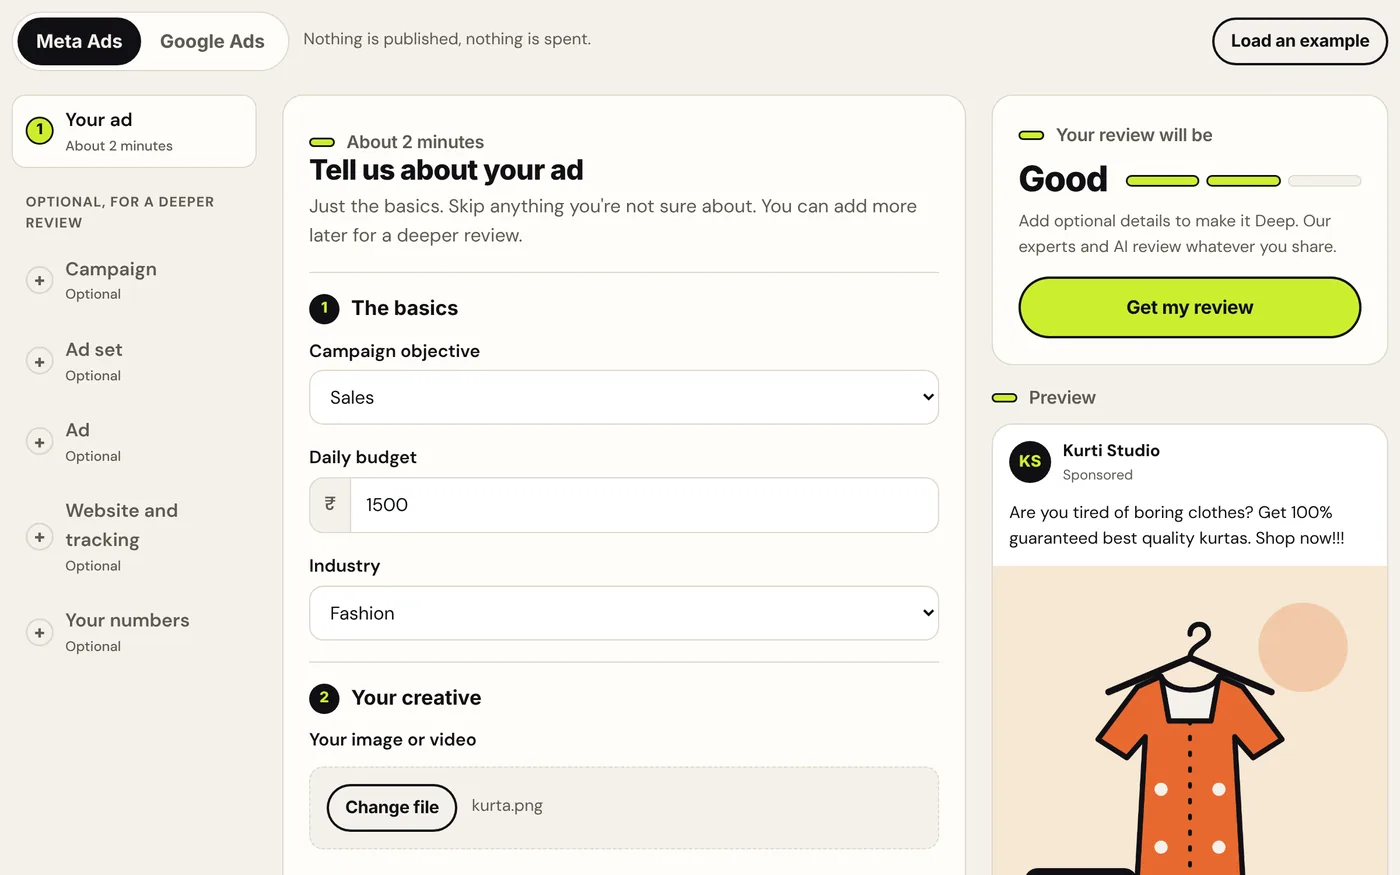 Meta Ads
Google Ads
Nothing is published, nothing is spent.
Load an example
1
Your ad
About 2 minutes
OPTIONAL, FOR A DEEPER
REVIEW
+
Campaign
Optional
+
Ad set
Optional
+
Ad
Optional
+
Website and
tracking
Optional
+
Your numbers
Optional
About 2 minutes
Tell us about your ad
Just the basics. Skip anything you're not sure about. You can add more
later for a deeper review.
1
The basics
Campaign objective
Sales
Daily budget
₹
1500
Industry
Fashion
2
Your creative
Your image or video
Change file
kurta.png
Your review will be
Good
Add optional details to make it Deep. Our
experts and AI review whatever you share.
Get my review
Preview
KS
Kurti Studio
Sponsored
Are you tired of boring clothes? Get 100%
guaranteed best quality kurtas. Shop now!!!